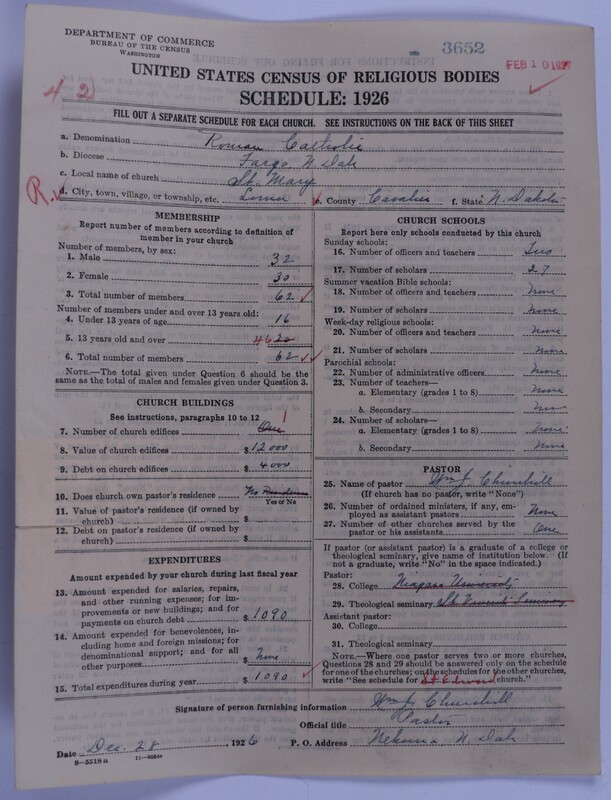 DEPARTMENT OF COMMERCE
BUREAU OF THE CENSUS
WASHINGTON
3652
FEB 10 1927
UNITED STATES CENSUS OF RELIGIOUS BODIES
SCHEDULE: 1926
42
FILL OUT A SEPARATE SCHEDULE FOR EACH CHURCH. SEE INSTRUCTIONS ON THE BACK OF THIS SHEET
a. Denomination Roman Catholic
b. Diocese Fargo N. Dak
c. Local name of church St. Marys
R.
d. City, town, village, or township, etc. Loma e. County Cavalier f. State N. Dakota
MEMBERSHIP
Report number of members according to definition of member in your church
Number of members, by sex:
1. Male 32
2. Female 30
3. Total number of members 62
Number of members under and over 13 years old:
4. Under 13 years of age 16
5. 13 years old and over 46
6. Total number of members 62
NOTE.—The total given under Question 6 should be
same as the total of males and females given under Question 3.
CHURCH BUILDINGS
See instructions, paragraphs 10 to 12
7. Number of church edifices One 1
8. Value of church edifices $12000
9. Debt on church edifices $4000
10. Does church own pastor's residence No Residence
Yes or No
11. Value of pastor's residence (if owned by
church) $
12. Debt on pastor's residence (if owned by
church) $
EXPENDITURES
Amount expended by your church during last fiscal year
13. Amount expended for salaries, repairs,
and other running expenses; for im-
provements or new buildings; and for
payments on church debt $1090
14. Amount expended for benevolences, in-
cluding home and foreign missions; for
denominational support; and for all
other purposes $None
15. Total expenditures during year $1090
CHURCH SCHOOLS
Report here only schools conducted by this church
Sunday schools:
16. Number of officers and teachers Two
17. Number of scholars 27
Summer vacation Bible schools:
18. Number of officers and teachers None
19. Number of scholars None
Week-day religious schools:
20. Number of officers and teachers None
21. Number of scholars None
Parochial schools:
22. Number of administrative officers None
23. Number of teachers—
a. Elementary (grades 1 to 8) None
b. Secondary None
24. Number of scholars—
a. Elementary (grades 1 to 8) None
b. Secondary None
PASTOR
25. Name of pastor Wm J. Churchill
(If church has no pastor, write "None")
26. Number of ordained ministers, if any, em-
ployed as assistant pastors None
27. Number of other churches served by the
pastor or his assistants One
If pastor (or assistant pastor) is a graduate of a college or
theological seminary, give name of institution below. (If
not a graduate, write "No" in the space indicated.)
Pastor:
28. College Niagara University
29. Theological seminary Seminary
Assistant pastor:
30. College
31. Theological seminary
NOTE.—Where one pastor serves two or more churches,
Questions 28 and 29 should be answered only on the schedule
for one of the churches; on the schedules for the other churches,
write "See schedule for St Edward church."
Signature of person furnishing information Wm J. Churchill
Official title Pastor
Date Dec. 28, 1926 P. O. Address Nekoma N. Dak